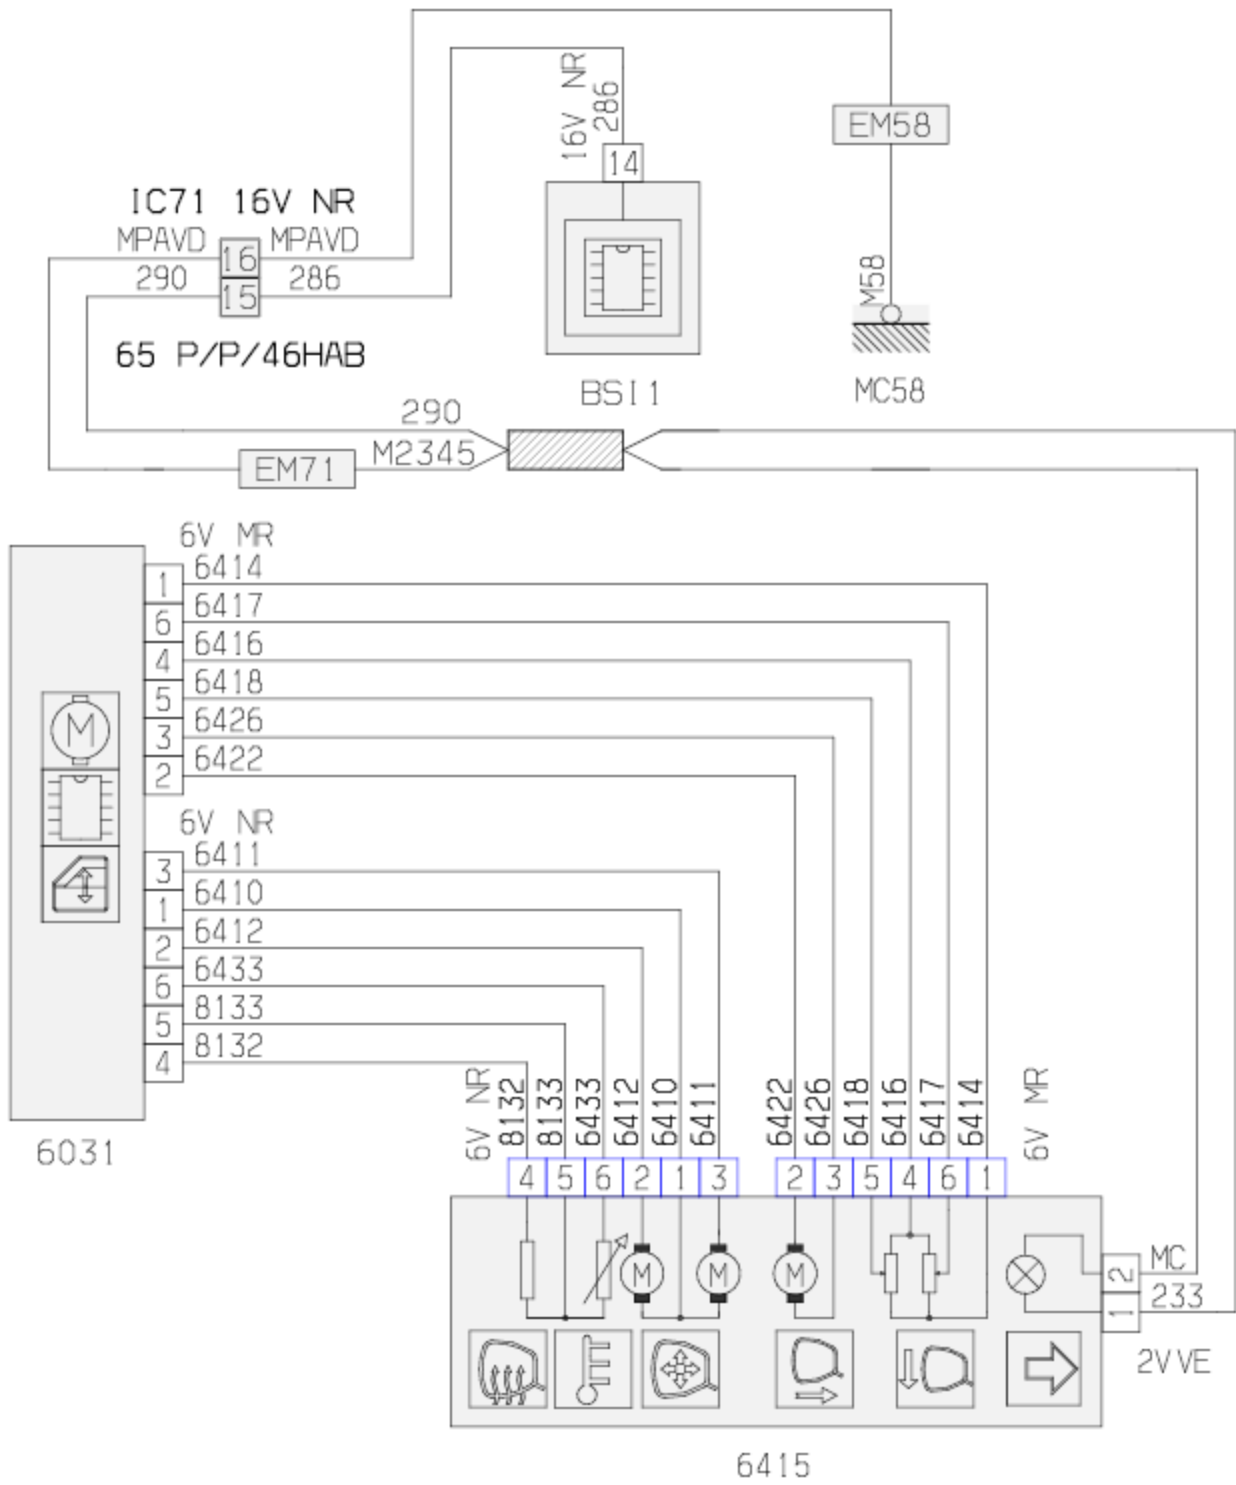 16V NR
286
14
EM58
IC71 16V NR
MPAVD 16 MPAVD
290 15 286
M58
65 P/P/46HAB
BSI1
MC58
290
M2345
EM71
6V MR
1 6414
6 6417
4 6416
5 6418
3 6426
2 6422
M
6V NR
3 6411
1 6410
2 6412
6 6433
5 8133
4 8132
6031
6V NR 8132 8133 6433 6412 6410 6411 6422 6426 6418 6416 6417 6414 6V MR
4 5 6 2 1 3 2 3 5 4 6 1
M M M
2 MC
1 233
2V VE
6415